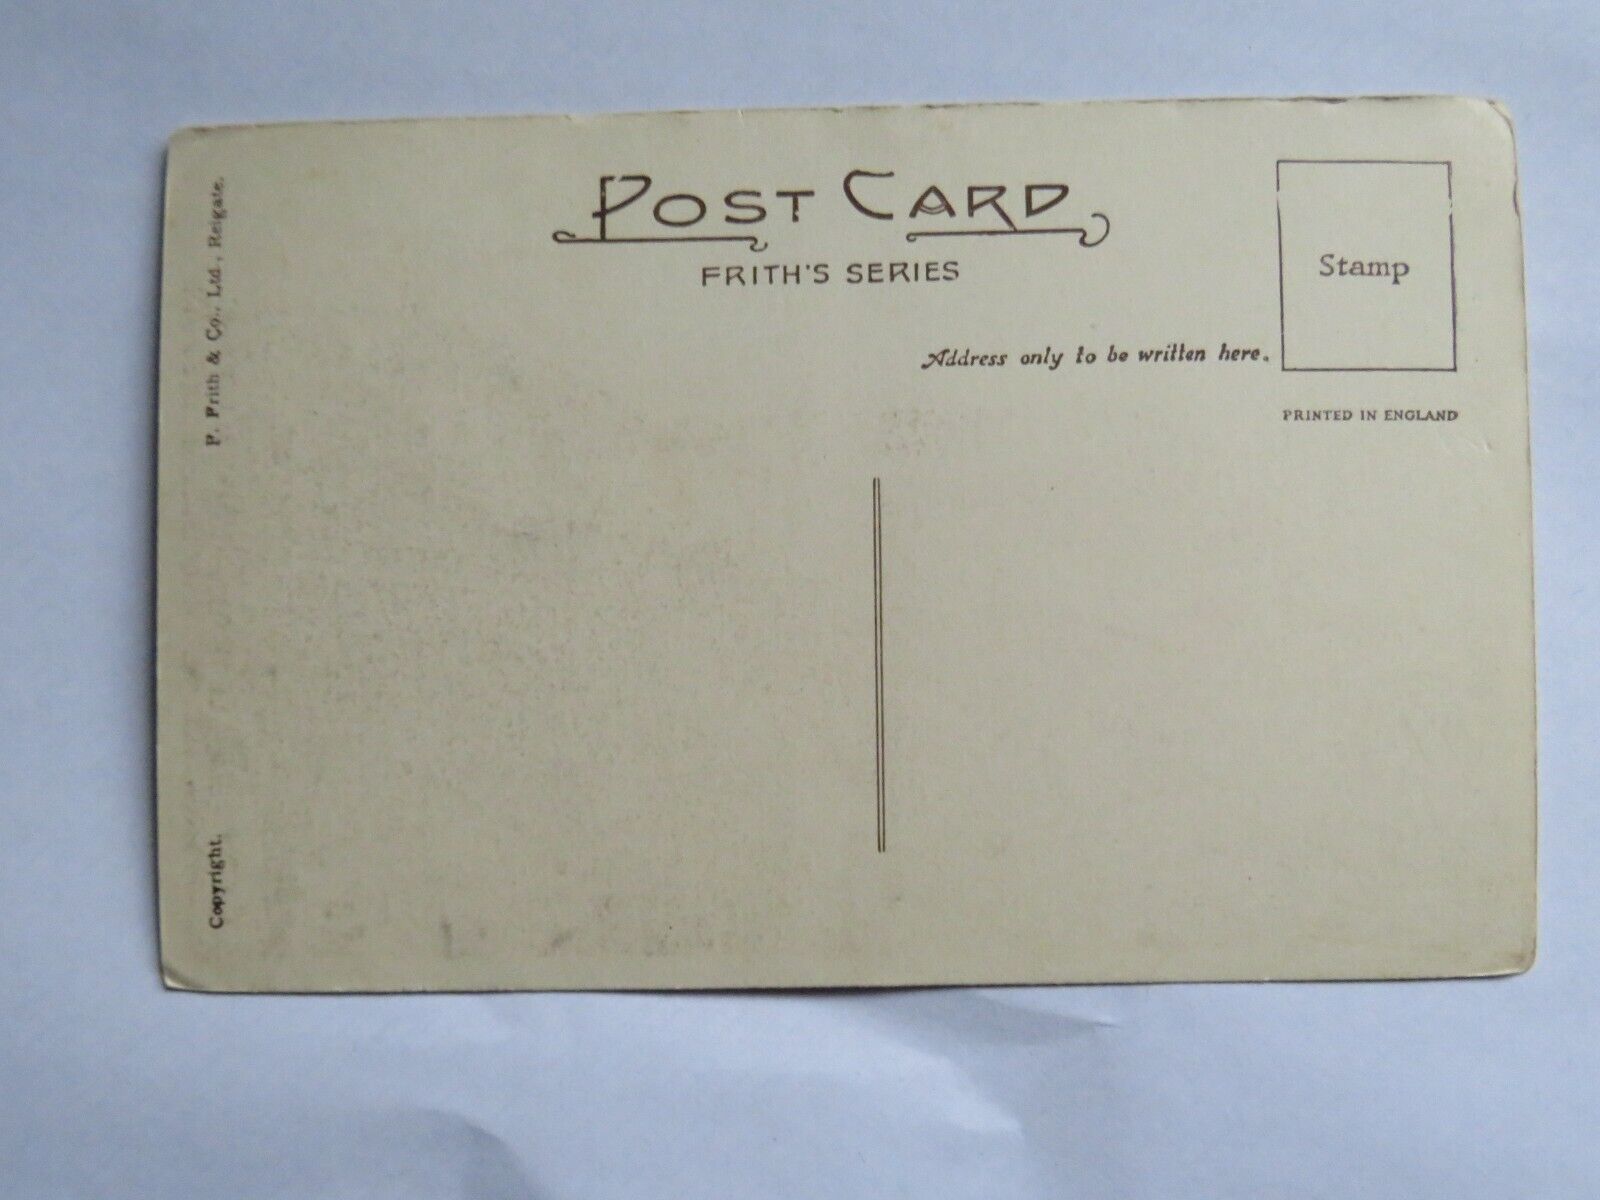 POST CARD
FRITH'S SERIES
Stamp
Address only to be written here.
PRINTED IN ENGLAND
Copyright.
F. Frith & Co., Ltd., Reigate.